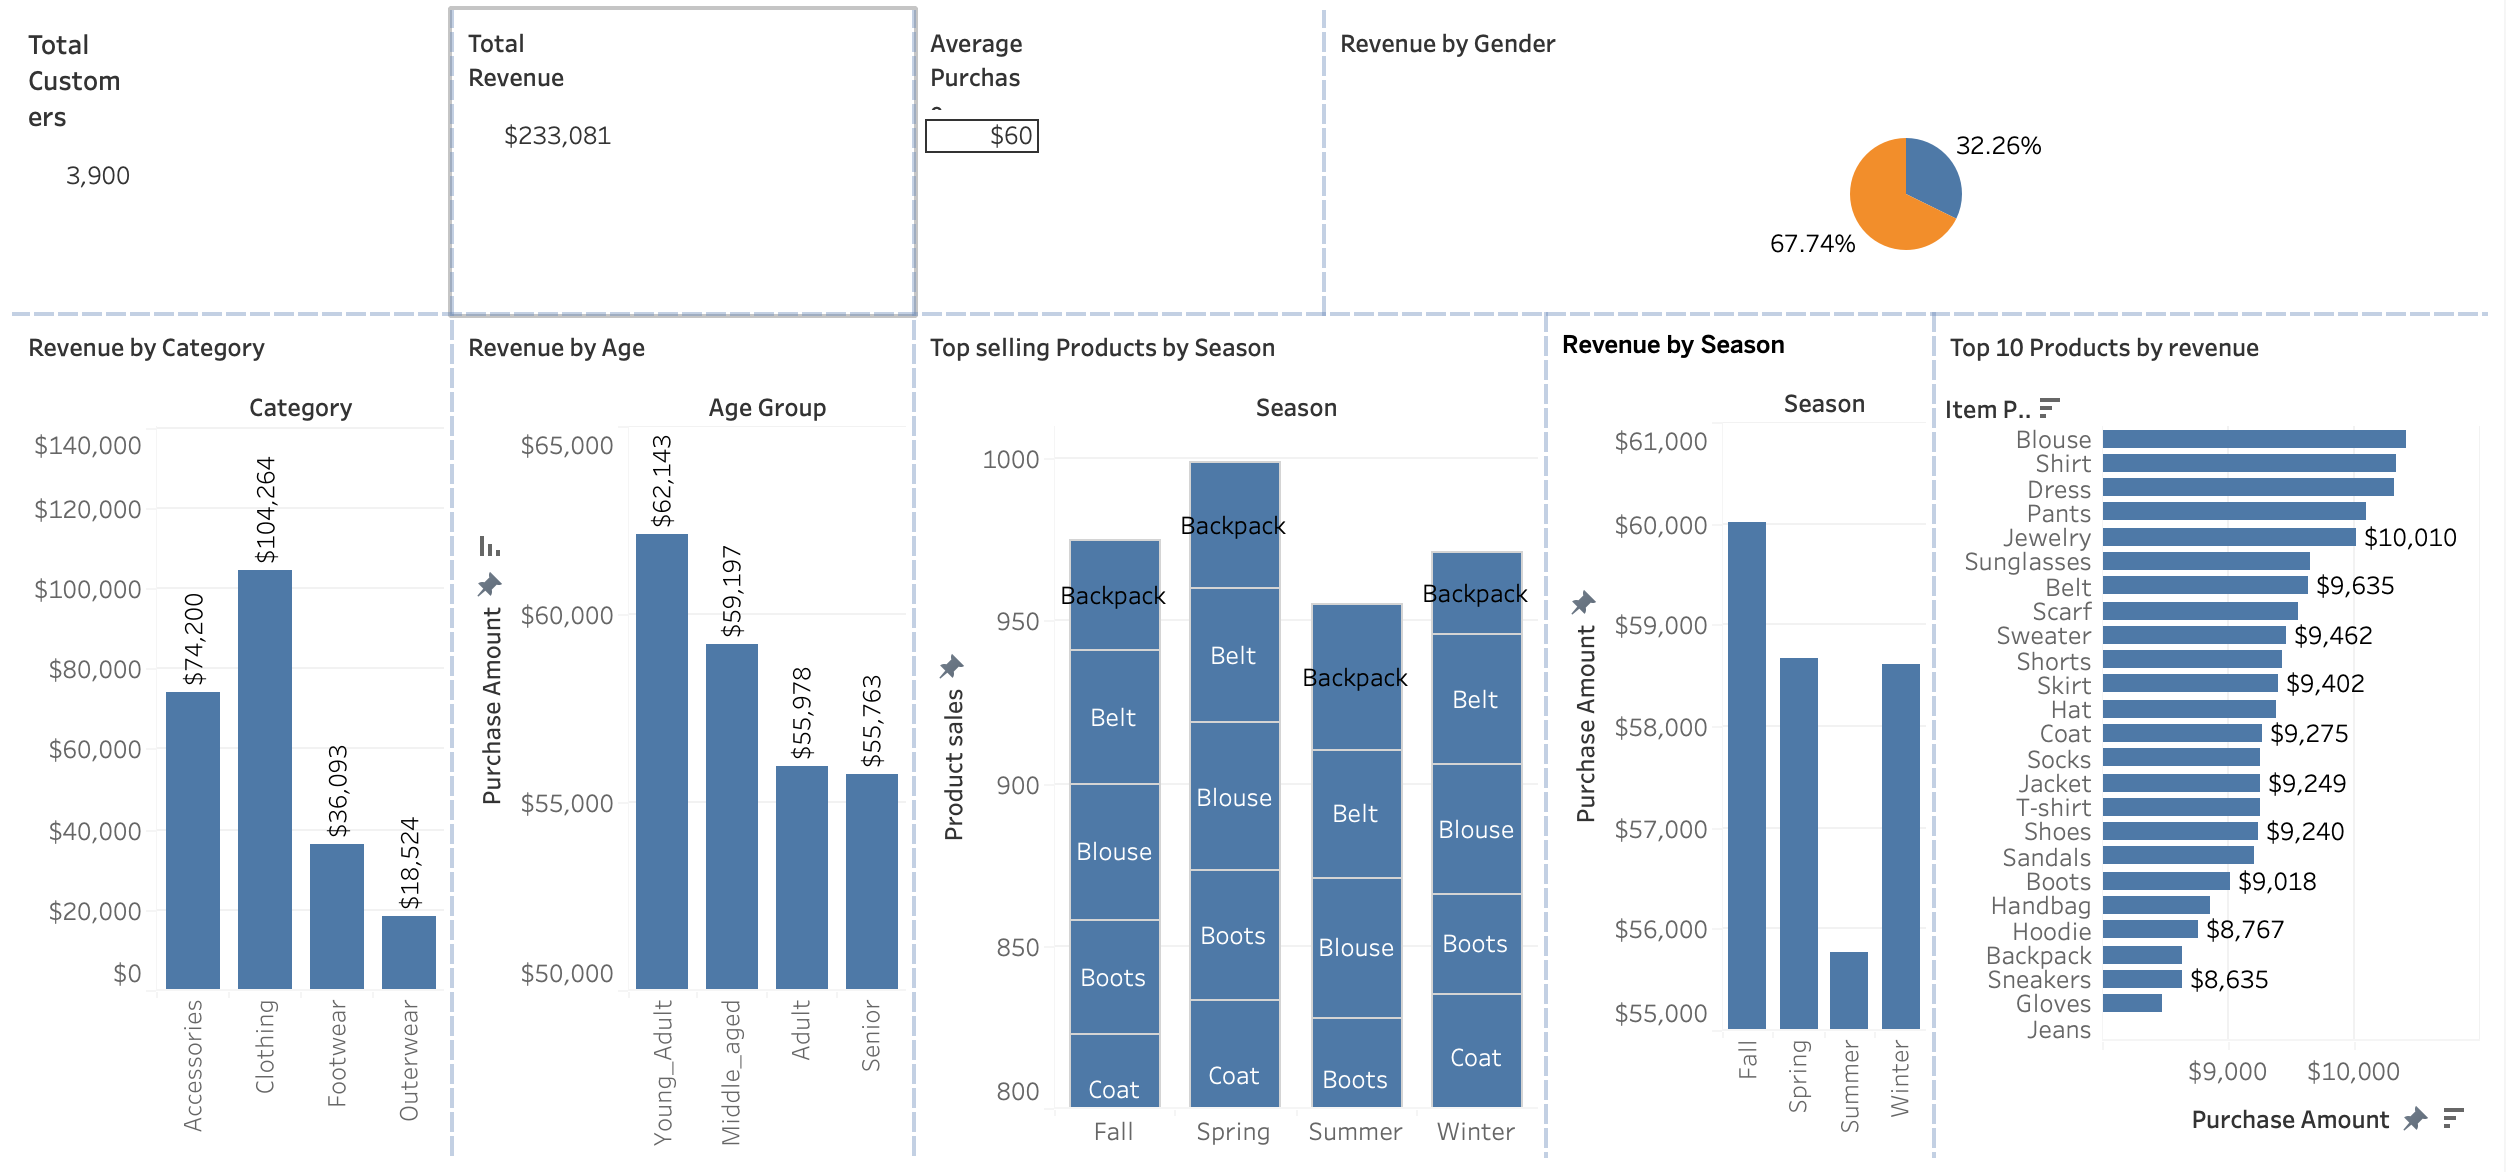 Total
Custom
ers
3,900
Total
Revenue
$233,081
Average
Purchas
$60
Revenue by Gender
32.26%
67.74%
Revenue by Category
Category
$140,000
$120,000
$100,000
$80,000
$60,000
$40,000
$20,000
$0
$74,200
$104,264
$36,093
$18,524
Accessories
Clothing
Footwear
Outerwear
Revenue by Age
Age Group
Purchase Amount
$65,000
$60,000
$55,000
$50,000
$62,143
$59,197
$55,978
$55,763
Young_Adult
Middle_aged
Adult
Senior
Top selling Products by Season
Season
Product sales
1000
950
900
850
800
Backpack
Belt
Blouse
Boots
Coat
Backpack
Belt
Blouse
Boots
Coat
Backpack
Belt
Blouse
Boots
Backpack
Belt
Blouse
Boots
Coat
Fall
Spring
Summer
Winter
Revenue by Season
Season
Purchase Amount
$61,000
$60,000
$59,000
$58,000
$57,000
$56,000
$55,000
Fall
Spring
Summer
Winter
Top 10 Products by revenue
Item P..
Blouse
Shirt
Dress
Pants
Jewelry $10,010
Sunglasses
Belt $9,635
Scarf
Sweater $9,462
Shorts
Skirt $9,402
Hat
Coat $9,275
Socks
Jacket $9,249
T-shirt
Shoes $9,240
Sandals
Boots $9,018
Handbag
Hoodie $8,767
Backpack
Sneakers $8,635
Gloves
Jeans
$9,000 $10,000
Purchase Amount